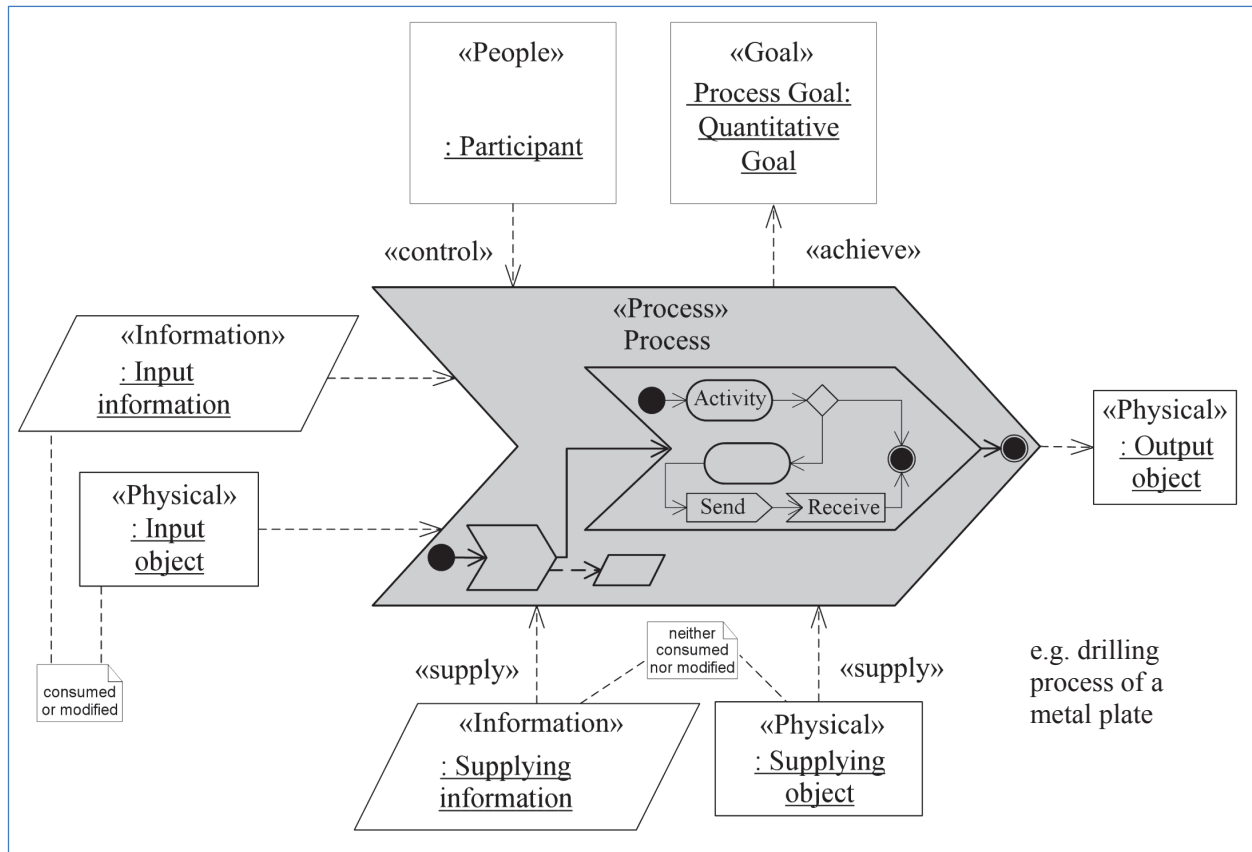 «People»
: Participant
«Goal»
Process Goal:
Quantitative
Goal
«control»
«achieve»
«Process»
Process
«Information»
: Input
information
Activity
«Physical»
: Output
object
«Physical»
: Input
object
Send
Receive
consumed
or modified
«supply»
neither
consumed
nor modified
«supply»
e.g. drilling
process of a
metal plate
«Information»
: Supplying
information
«Physical»
: Supplying
object